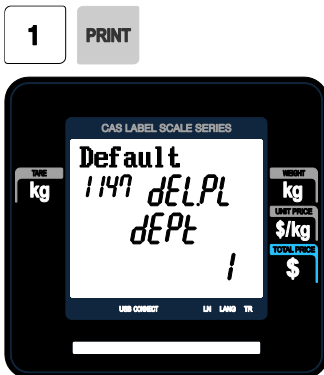 1 PRINT
CAS LABEL SCALE SERIES
Default
TARE
kg
1147 dEL.PL
dEPt
1
WEIGHT
kg
UNIT PRICE
$/kg
TOTAL PRICE
$
USB CONNECT LN LANG TR